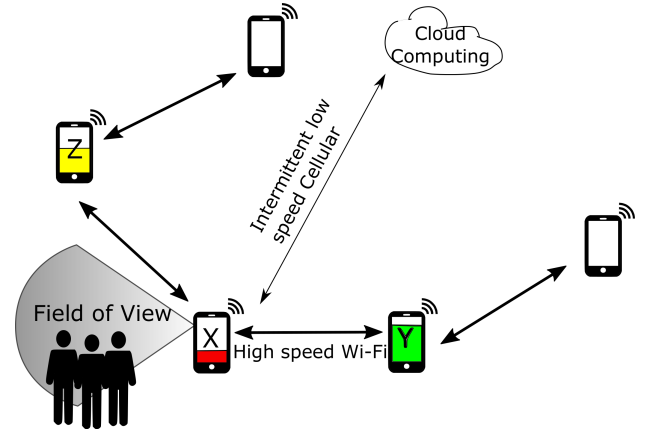 Cloud
Computing
Z
Intermittent low
speed Cellular
Field of View
X
Y
High speed Wi-Fi